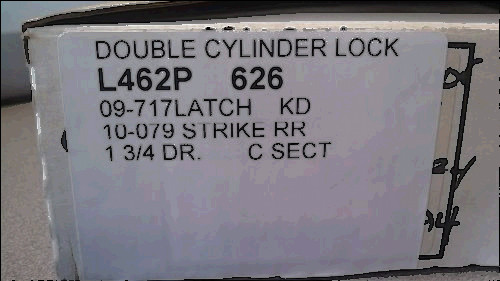 DOUBLE CYLINDER LOCK
L462P 626
09-717LATCH KD
10-079 STRIKE RR
1 3/4 DR. C SECT